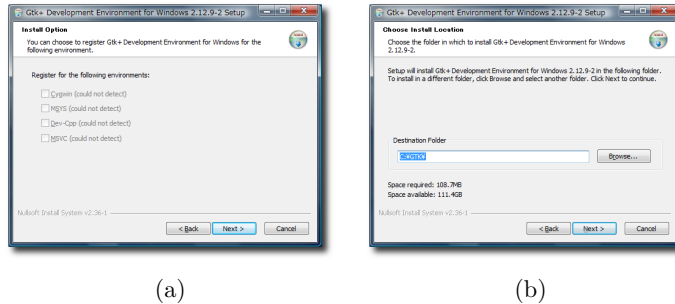 Gtk+ Development Environment for Windows 2.12.9-2 Setup
Install Option
You can choose to register Gtk+ Development Environment for Windows for the
following environment.
Register for the following environments:
Cygwin (could not detect)
MSYS (could not detect)
Dev-Cpp (could not detect)
MSVC (could not detect)
Nullsoft Install System v2.36-1
< Back
Next >
Cancel
(a)
Gtk+ Development Environment for Windows 2.12.9-2 Setup
Choose Install Location
Choose the folder in which to install Gtk+ Development Environment for Windows
2.12.9-2.
Setup will install Gtk+ Development Environment for Windows 2.12.9-2 in the following folder.
To install in a different folder, click Browse and select another folder. Click Next to continue.
Destination Folder
C:¥GTK¥
Browse...
Space required: 108.7MB
Space available: 111.4GB
Nullsoft Install System v2.36-1
< Back
Next >
Cancel
(b)